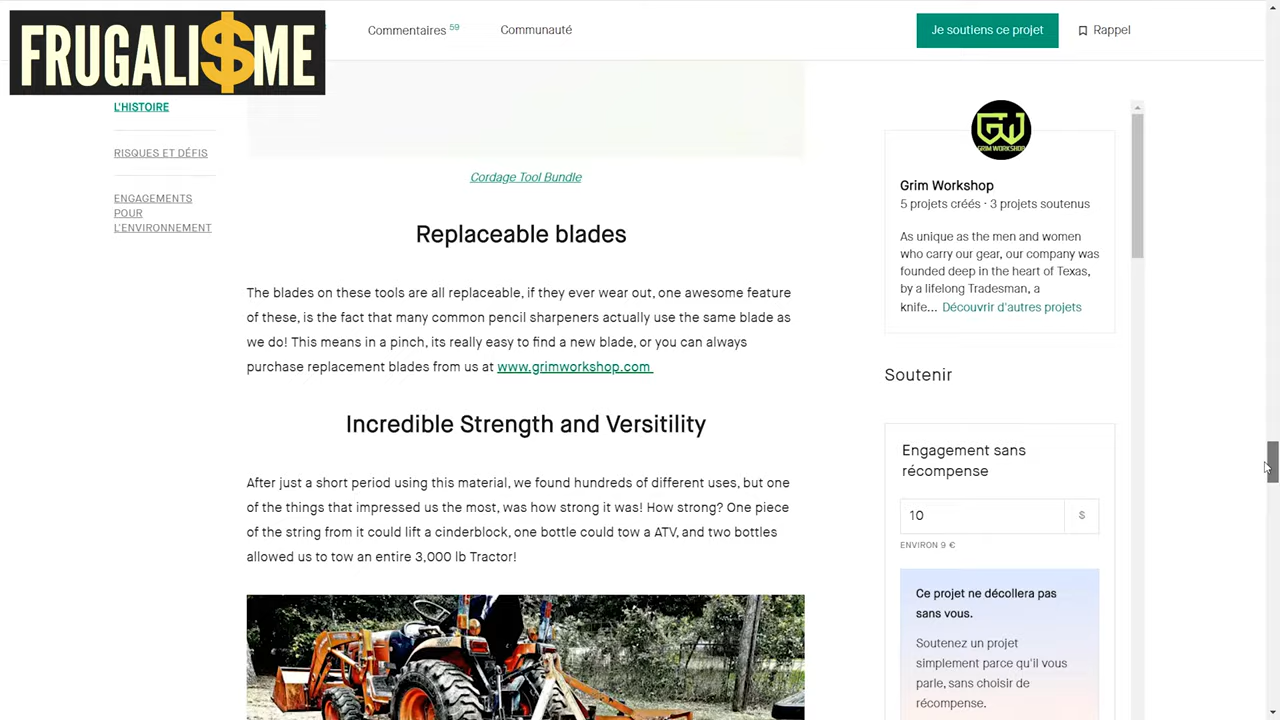 FRUGALI$ME
Commentaires 59
Communauté
Je soutiens ce projet
Rappel
L'HISTOIRE
RISQUES ET DÉFIS
ENGAGEMENTS
POUR
L'ENVIRONNEMENT
Cordage Tool Bundle
Replaceable blades
The blades on these tools are all replaceable, if they ever wear out, one awesome feature
of these, is the fact that many common pencil sharpeners actually use the same blade as
we do! This means in a pinch, its really easy to find a new blade, or you can always
purchase replacement blades from us at www.grimworkshop.com
Incredible Strength and Versitility
After just a short period using this material, we found hundreds of different uses, but one
of the things that impressed us the most, was how strong it was! How strong? One piece
of the string from it could lift a cinderblock, one bottle could tow a ATV, and two bottles
allowed us to tow an entire 3,000 lb Tractor!
GW
GRIM WORKSHOP
Grim Workshop
5 projets créés · 3 projets soutenus
As unique as the men and women
who carry our gear, our company was
founded deep in the heart of Texas,
by a lifelong Tradesman, a
knife... Découvrir d'autres projets
Soutenir
Engagement sans
récompense
10 $
ENVIRON 9 €
Ce projet ne décollera pas
sans vous.
Soutenez un projet
simplement parce qu'il vous
parle, sans choisir de
récompense.